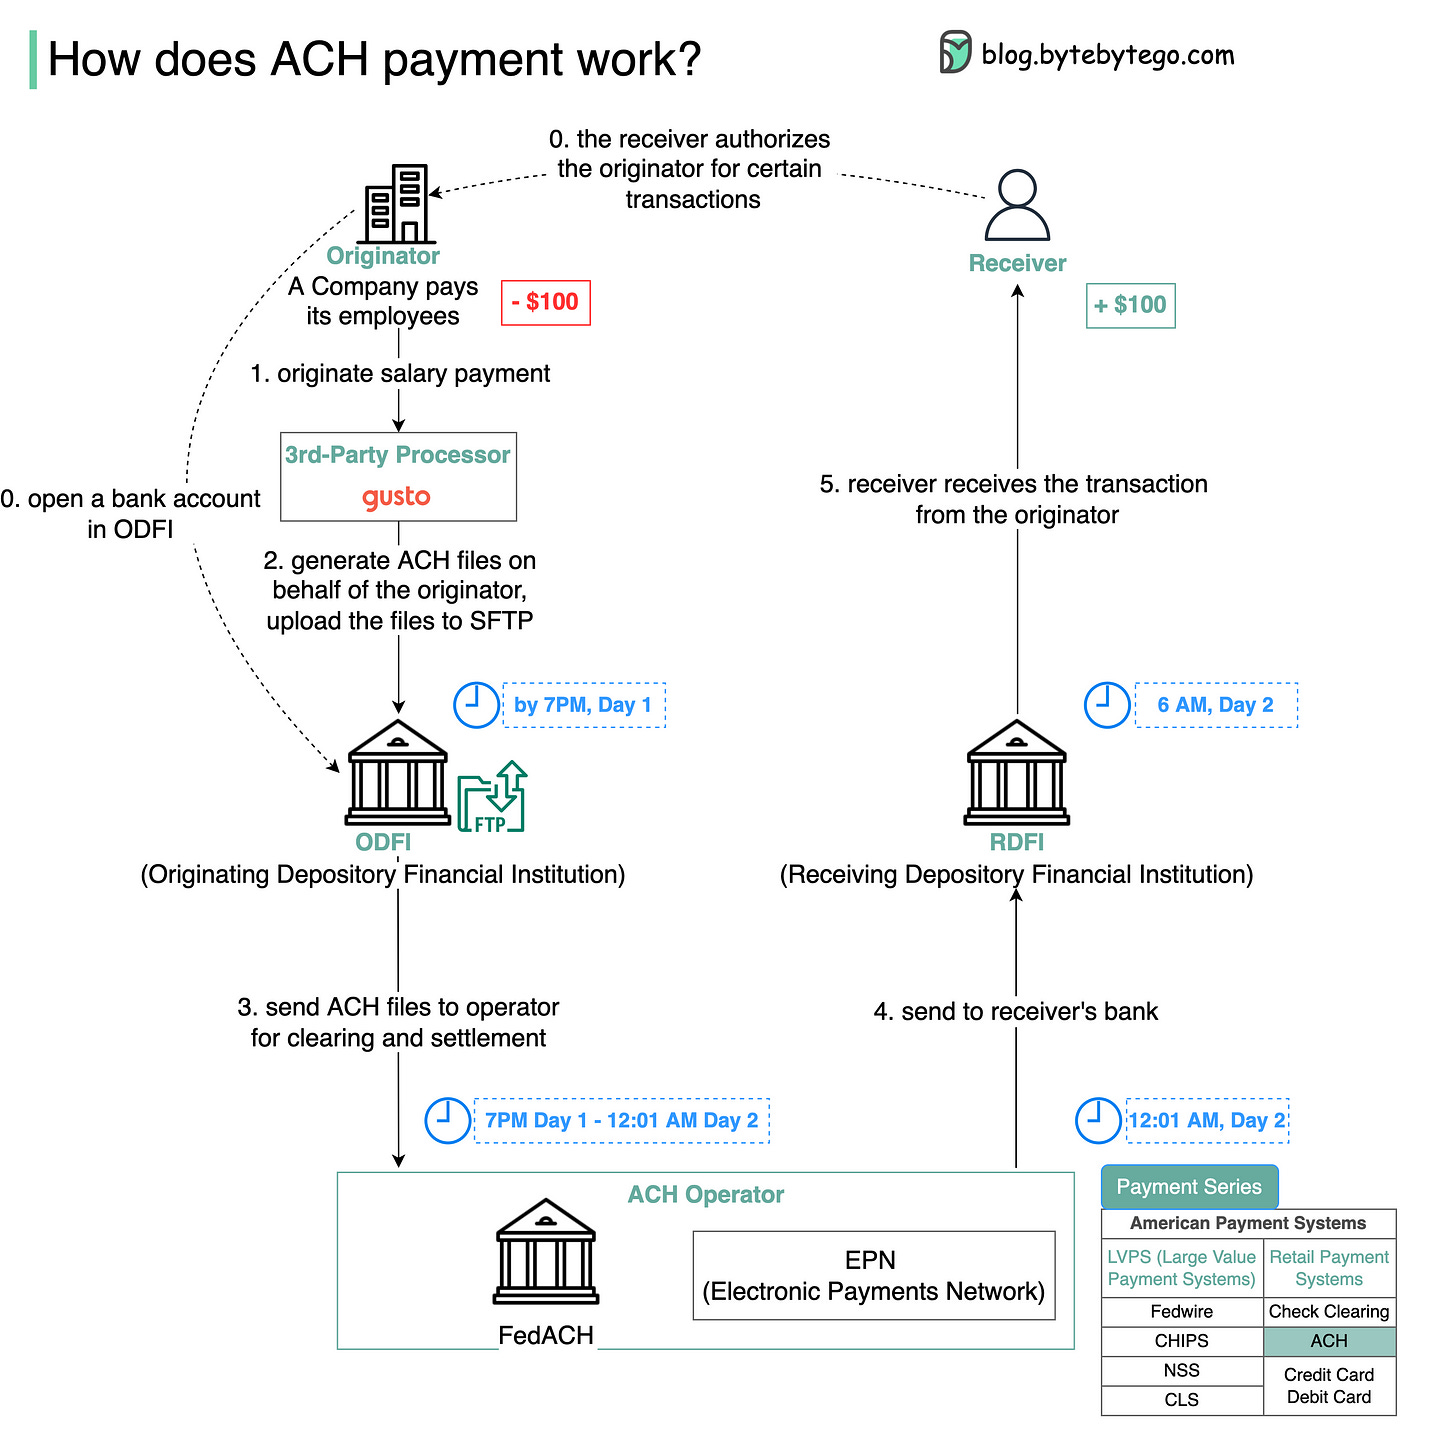 How does ACH payment work?
blog.bytebytego.com
0. the receiver authorizes
the originator for certain
transactions
Originator
A Company pays
its employees
- $100
Receiver
+ $100
1. originate salary payment
3rd-Party Processor
gusto
0. open a bank account
in ODFI
2. generate ACH files on
behalf of the originator,
upload the files to SFTP
5. receiver receives the transaction
from the originator
by 7PM, Day 1
6 AM, Day 2
FTP
ODFI
(Originating Depository Financial Institution)
RDFI
(Receiving Depository Financial Institution)
3. send ACH files to operator
for clearing and settlement
4. send to receiver's bank
7PM Day 1 - 12:01 AM Day 2
12:01 AM, Day 2
ACH Operator
FedACH
EPN
(Electronic Payments Network)
Payment Series
American Payment Systems
LVPS (Large Value
Payment Systems)
Retail Payment
Systems
Fedwire
Check Clearing
CHIPS
ACH
NSS
CLS
Credit Card
Debit Card